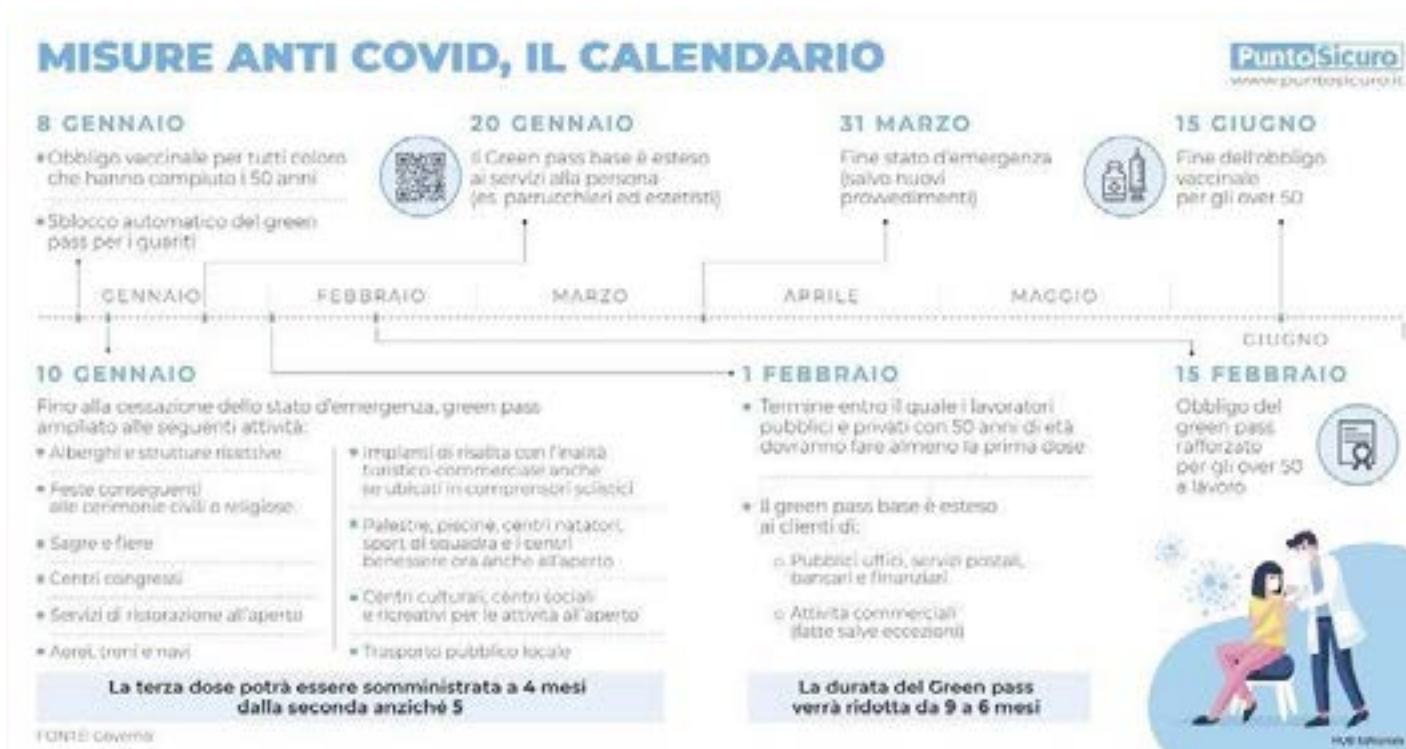 MISURE ANTI COVID, IL CALENDARIO
PuntoSicuro
www.puntosicuro.it
8 GENNAIO
Obbligo vaccinale per tutti coloro
che hanno compiuto i 50 anni
Sblocco automatico del green
pass per i guariti
20 GENNAIO
Il Green pass base è esteso
ai servizi alla persona
(es. parrucchieri ed estetisti)
31 MARZO
Fine stato d'emergenza
(salvo nuovi
provvedimenti)
15 GIUGNO
Fine dell'obbligo
vaccinale
per gli over 50
GENNAIO
FEBBRAIO
MARZO
APRILE
MAGGIO
GIUGNO
10 GENNAIO
Fino alla cessazione dello stato d'emergenza, green pass
ampliato alle seguenti attività:
Alberghi e strutture ricettive
Feste conseguenti
alle cerimonie civili o religiose
Sagre e fiere
Centri congressi
Servizi di ristorazione all'aperto
Aerei, treni e navi
Impianti di risalita con finalità
turistico-commerciale anche
se ubicati in comprensori sciistici
Palestre, piscine, centri natatori,
sport di squadra e i centri
benessere ora anche all'aperto
Centri culturali, centri sociali
e ricreativi per le attività all'aperto
Trasporto pubblico locale
La terza dose potrà essere somministrata a 4 mesi
dalla seconda anziché 5
1 FEBBRAIO
Termine entro il quale i lavoratori
pubblici e privati con 50 anni di età
dovranno fare almeno la prima dose
Il green pass base è esteso
ai clienti di:
Pubblici uffici, servizi postali,
bancari e finanziari
Attività commerciali
(fatte salve eccezioni)
La durata del Green pass
verrà ridotta da 9 a 6 mesi
15 FEBBRAIO
Obbligo del
green pass
rafforzato
per gli over 50
a lavoro
FONTE: Governo
HUB Editoriale